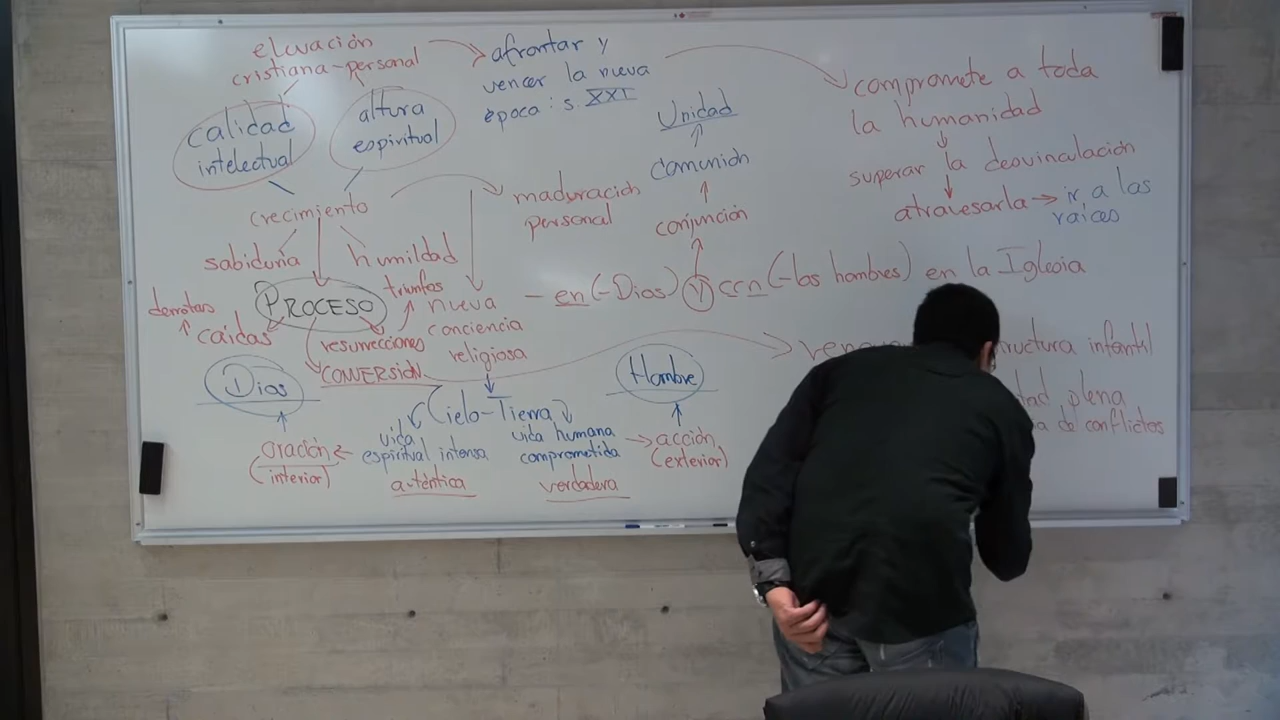 elevación
cristiana-personal
calidad
intelectual
altura
espiritual
crecimiento
sabiduría
humildad
PROCESO
derrotas
caídas
triunfos
resurrecciones
CONVERSIÓN
afrontar y
vencer la nueva
época: s. XXI
maduración
personal
nueva
conciencia
religiosa
Unidad
comunión
conjunción
- en (-Dios) y con (-los hombres) en la Iglesia
compromete a toda
la humanidad
superar la desvinculación
atravesarla → ir a las
raíces
Dios
oración
(interior)
Cielo-Tierra
vida
espiritual intensa
auténtica
vida humana
comprometida
verdadera
Hombre
acción
(exterior)
infantil
plena
de conflictos